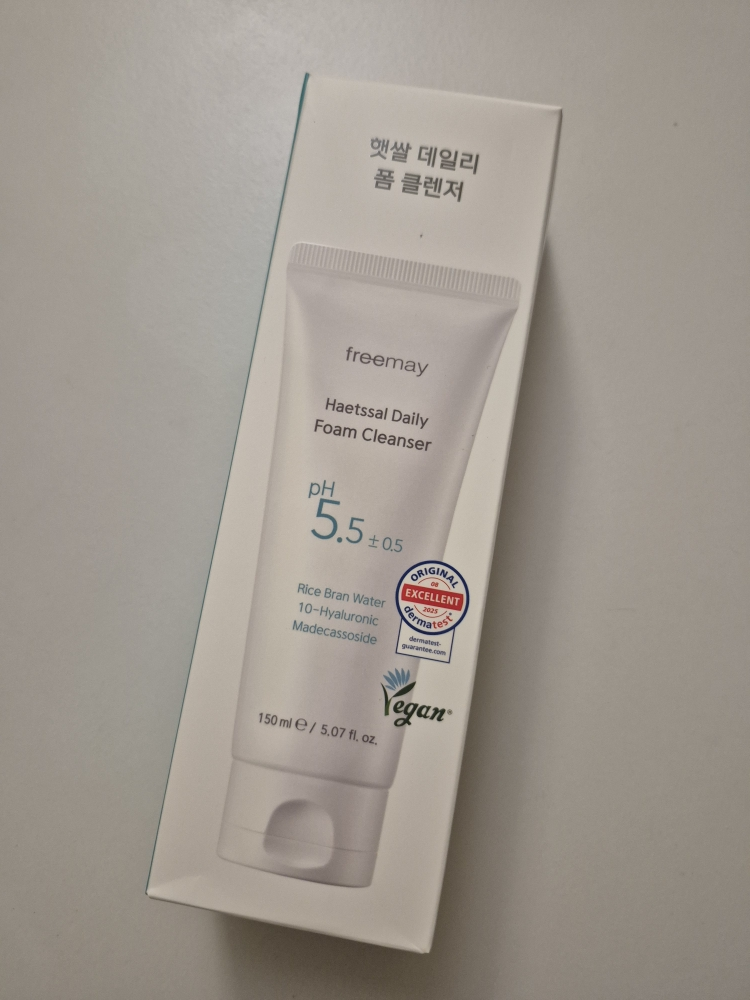 햇쌀 데일리
폼 클렌저
freemay
Haetssal Daily
Foam Cleanser
pH
5.5 ± 0.5
Rice Bran Water
10-Hyaluronic
Madecassoside
ORIGINAL
08
EXCELLENT
2025
dermatest®
dermatest-
guarantee.com
Vegan®
150 ml ℮ / 5.07 fl. oz.